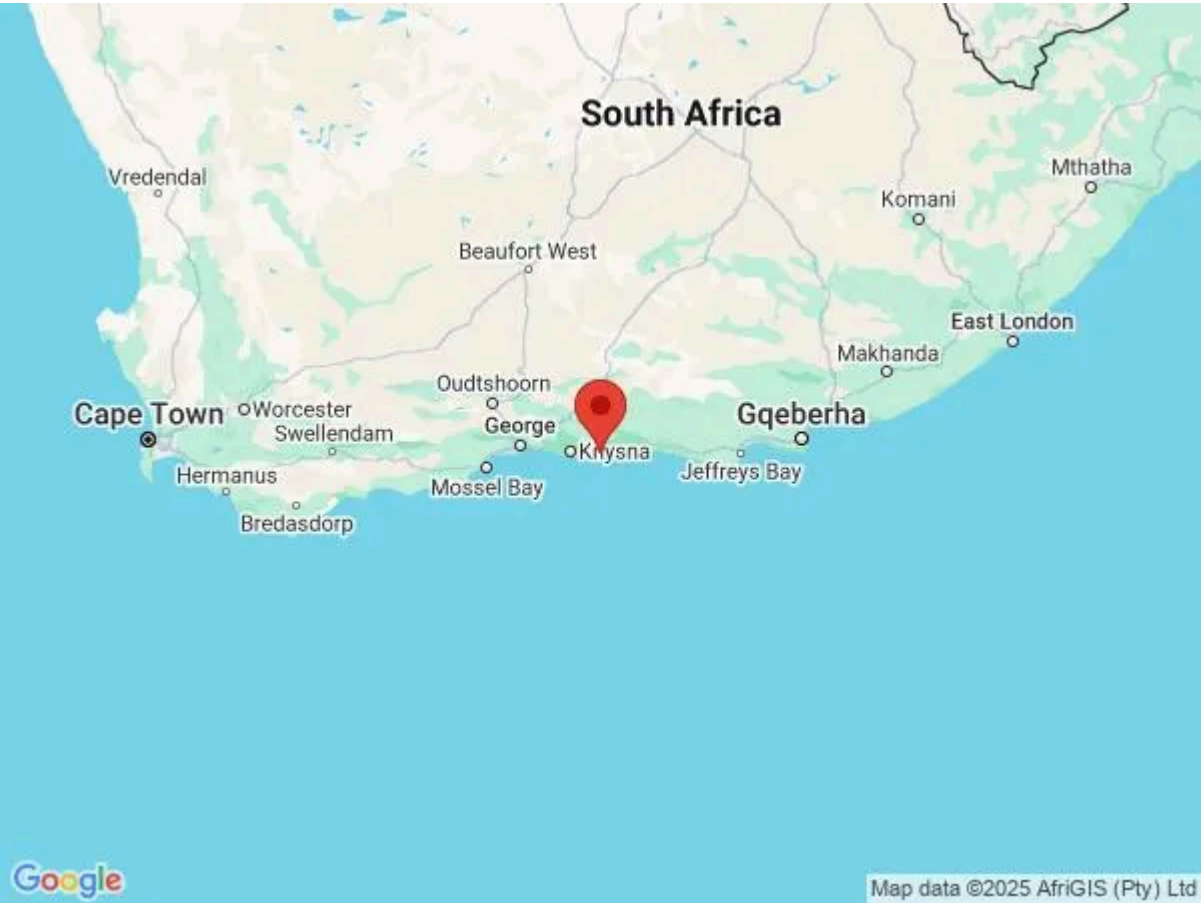 South Africa
Vredendal
Mthatha
Komani
Beaufort West
East London
Makhanda
Oudtshoorn
Cape Town
Worcester
Gqeberha
George
Swellendam
Knysna
Jeffreys Bay
Hermanus
Mossel Bay
Bredasdorp
Google
Map data ©2025 AfriGIS (Pty) Ltd